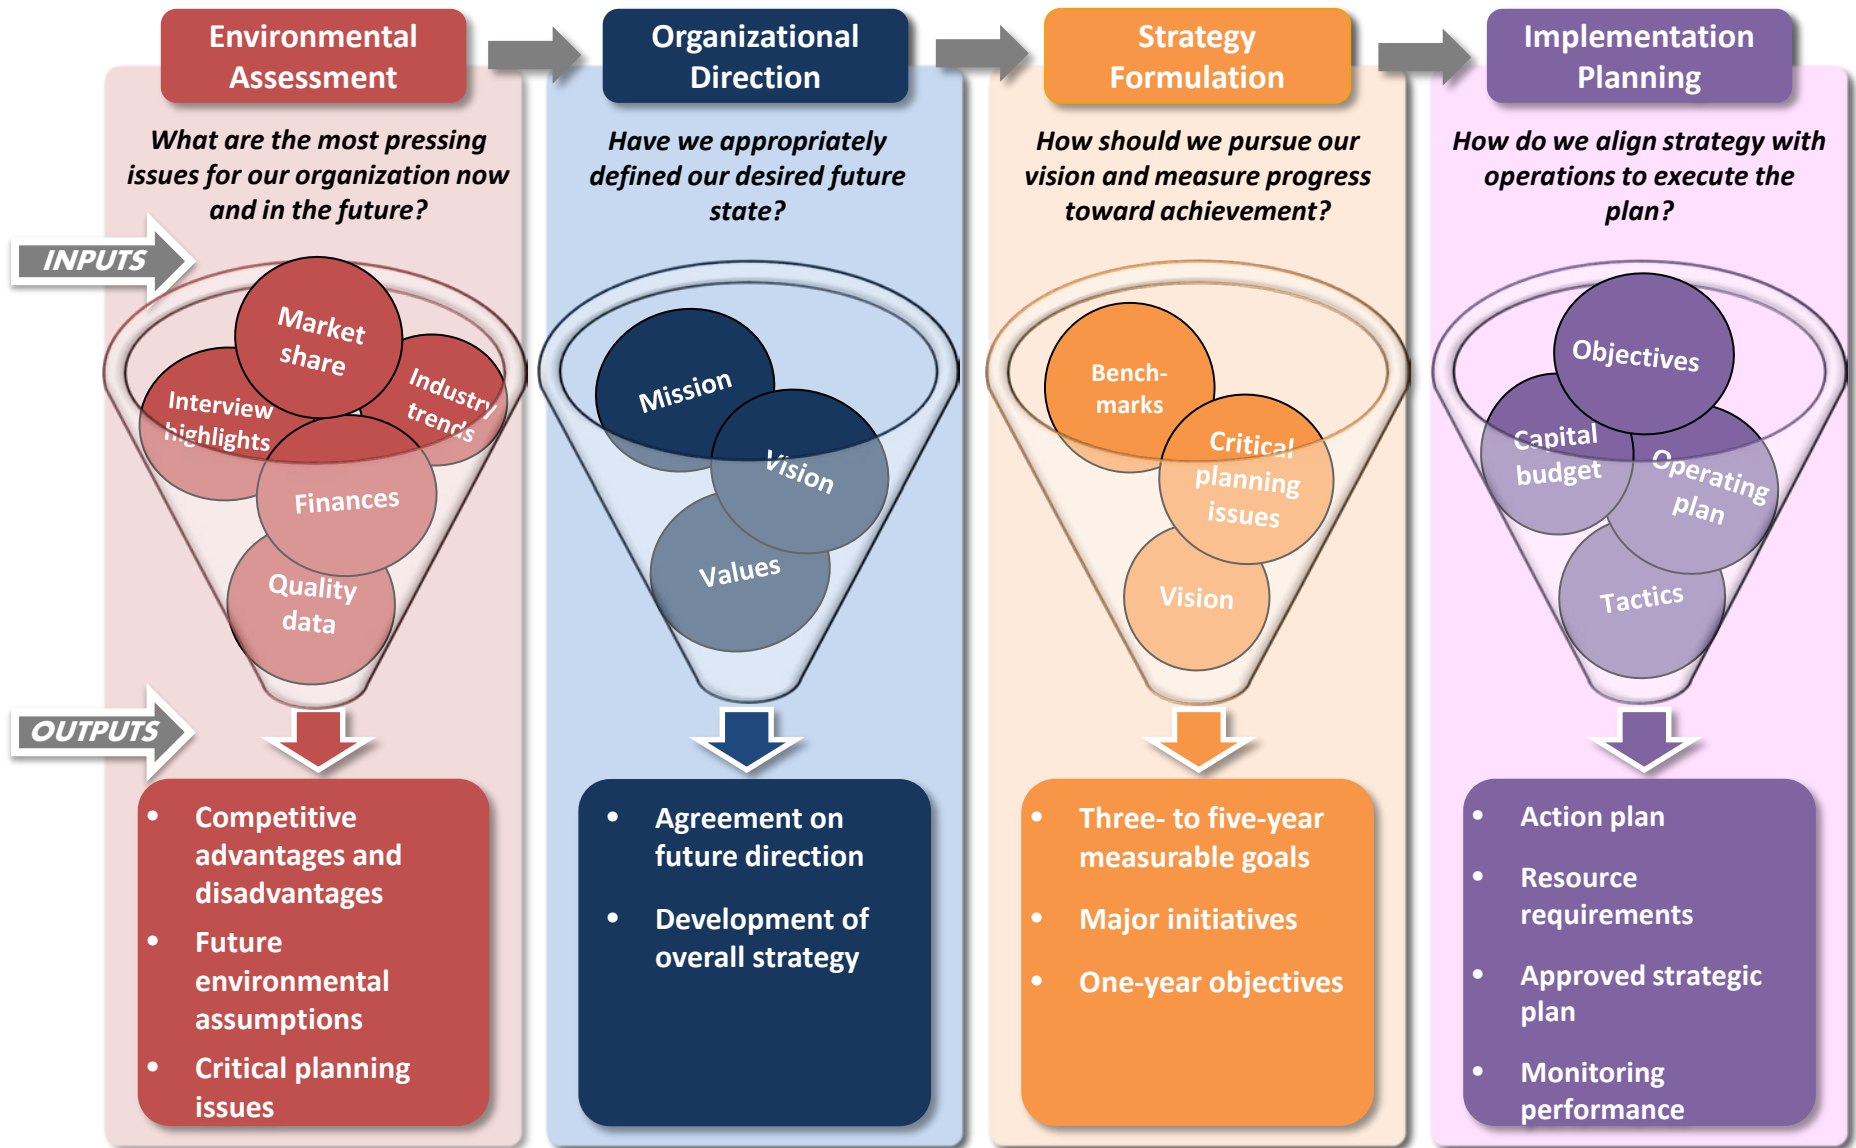 Environmental
Assessment
Organizational
Direction
Strategy
Formulation
Implementation
Planning
What are the most pressing
issues for our organization now
and in the future?
Have we appropriately
defined our desired future
state?
How should we pursue our
vision and measure progress
toward achievement?
How do we align strategy with
operations to execute the
plan?
INPUTS
Market
share
Industry
trends
Interview
highlights
Finances
Quality
data
Mission
Vision
Values
Bench-
marks
Critical
planning
issues
Vision
Objectives
Capital
budget
Operating
plan
Tactics
OUTPUTS
• Competitive
advantages and
disadvantages
• Future
environmental
assumptions
• Critical planning
issues
• Agreement on
future direction
• Development of
overall strategy
• Three- to five-year
measurable goals
• Major initiatives
• One-year objectives
• Action plan
• Resource
requirements
• Approved strategic
plan
• Monitoring
performance